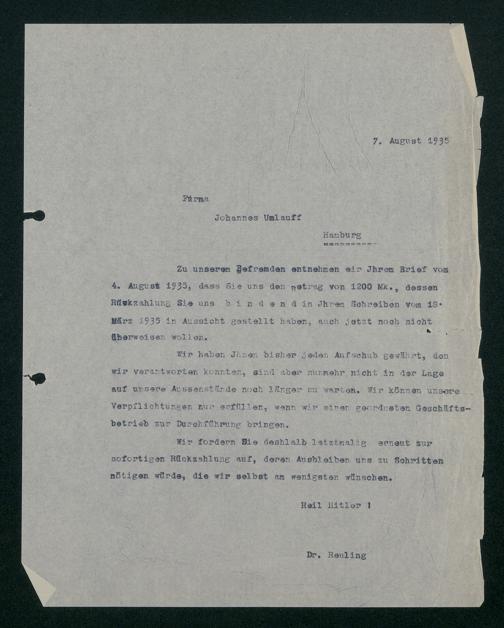 7. August 1935
Firma
Johannes Umlauff
Hamburg
Zu unserem Befremden entnehmen wir Jhrem Brief vom
4. August 1935, dass Sie uns den Betrag von 1200 Mk., dessen
Rückzahlung Sie uns b i n d e n d in Jhrem Schreiben vom 18.
März 1935 in Aussicht gestellt haben, auch jetzt noch nicht
überweisen wollen.
Wir haben Jhnen bisher jeden Aufschub gewährt, den
wir verantworten konnten, sind aber nunmehr nicht in der Lage
auf unsere Aussenstände noch länger zu warten. Wir können unsere
Verpflichtungen nur erfüllen, wenn wir einen geordneten Geschäfts-
betrieb zur Durchführung bringen.
Wir fordern Sie deshlalb letztmalig erneut zur
sofortigen Rückzahlung auf, deren Ausbleiben uns zu Schritten
nötigen würde, die wir selbst am wenigsten wünschen.
Heil Hitler !
Dr. Reuling